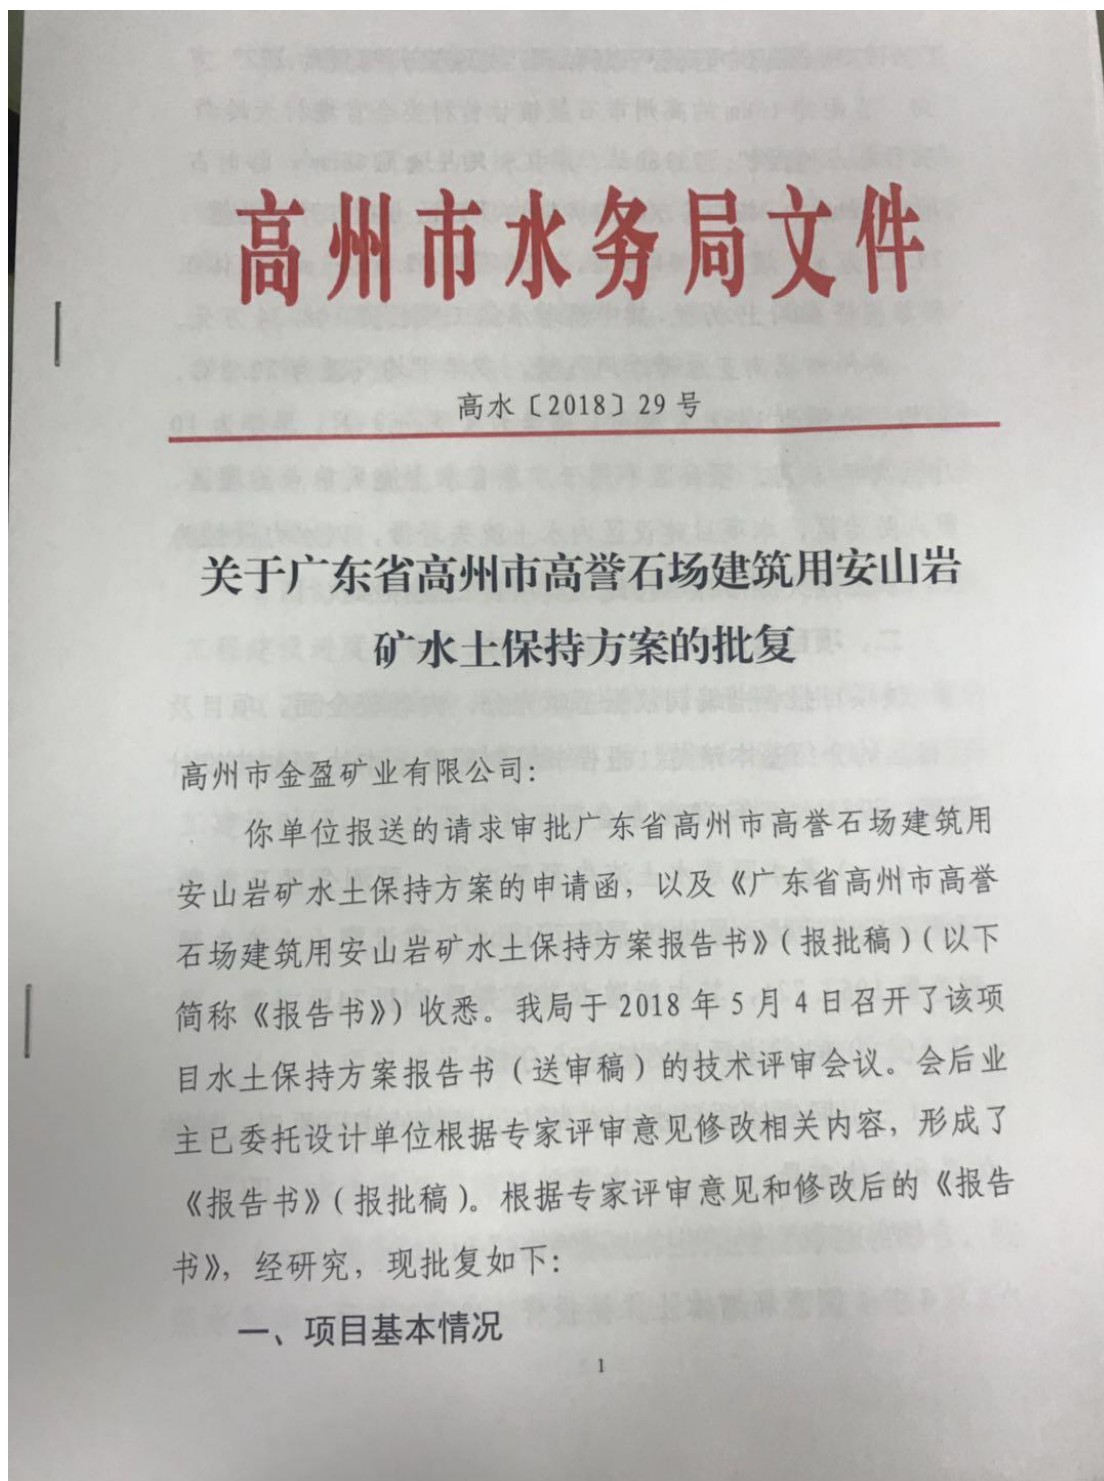 高州市水务局文件
高水〔2018〕29号
关于广东省高州市高誉石场建筑用安山岩
矿水土保持方案的批复
高州市金盈矿业有限公司：
你单位报送的请求审批广东省高州市高誉石场建筑用
安山岩矿水土保持方案的申请函，以及《广东省高州市高誉
石场建筑用安山岩矿水土保持方案报告书》（报批稿）（以下
简称《报告书》）收悉。我局于2018年5月4日召开了该项
目水土保持方案报告书（送审稿）的技术评审会议。会后业
主已委托设计单位根据专家评审意见修改相关内容，形成了
《报告书》（报批稿）。根据专家评审意见和修改后的《报告
书》，经研究，现批复如下：
一、项目基本情况
1